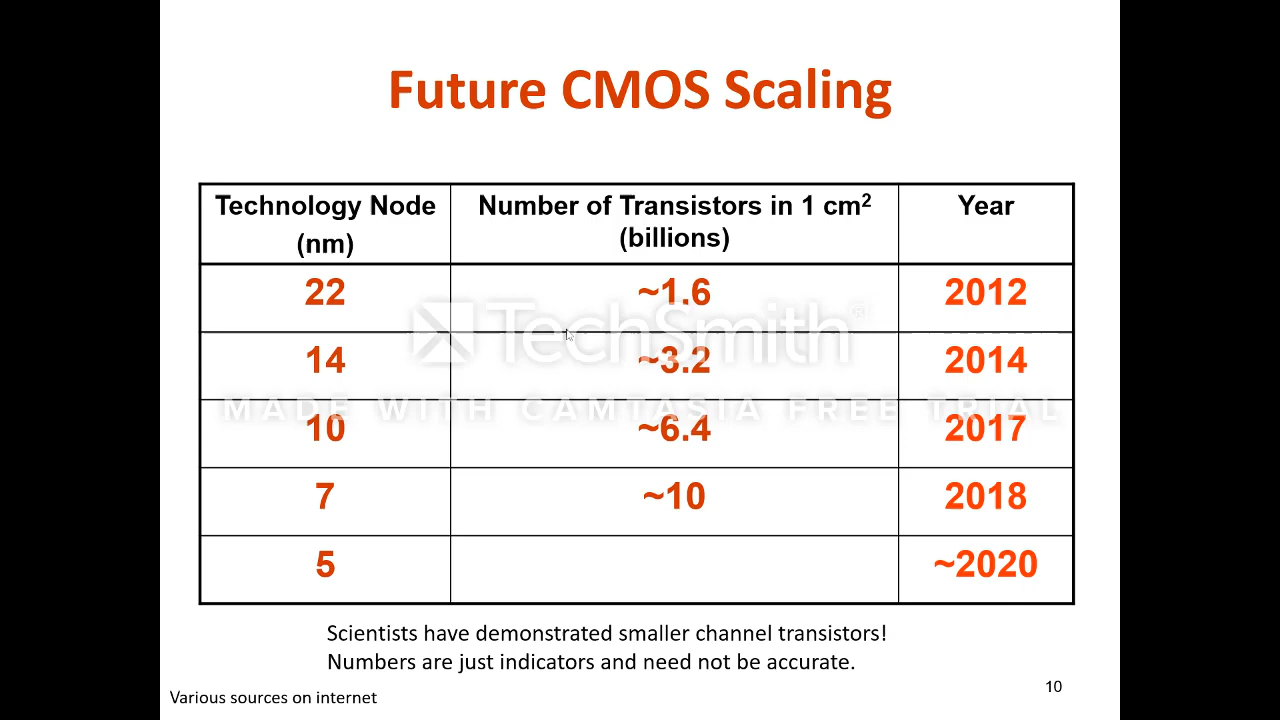 Future CMOS Scaling
Technology Node
(nm)
Number of Transistors in 1 cm²
(billions)
Year
22
~1.6
2012
TechSmith®
14
~3.2
2014
MADE WITH CAMTASIA FREE TRIAL
10
~6.4
2017
7
~10
2018
5
~2020
Scientists have demonstrated smaller channel transistors!
Numbers are just indicators and need not be accurate.
Various sources on internet
10